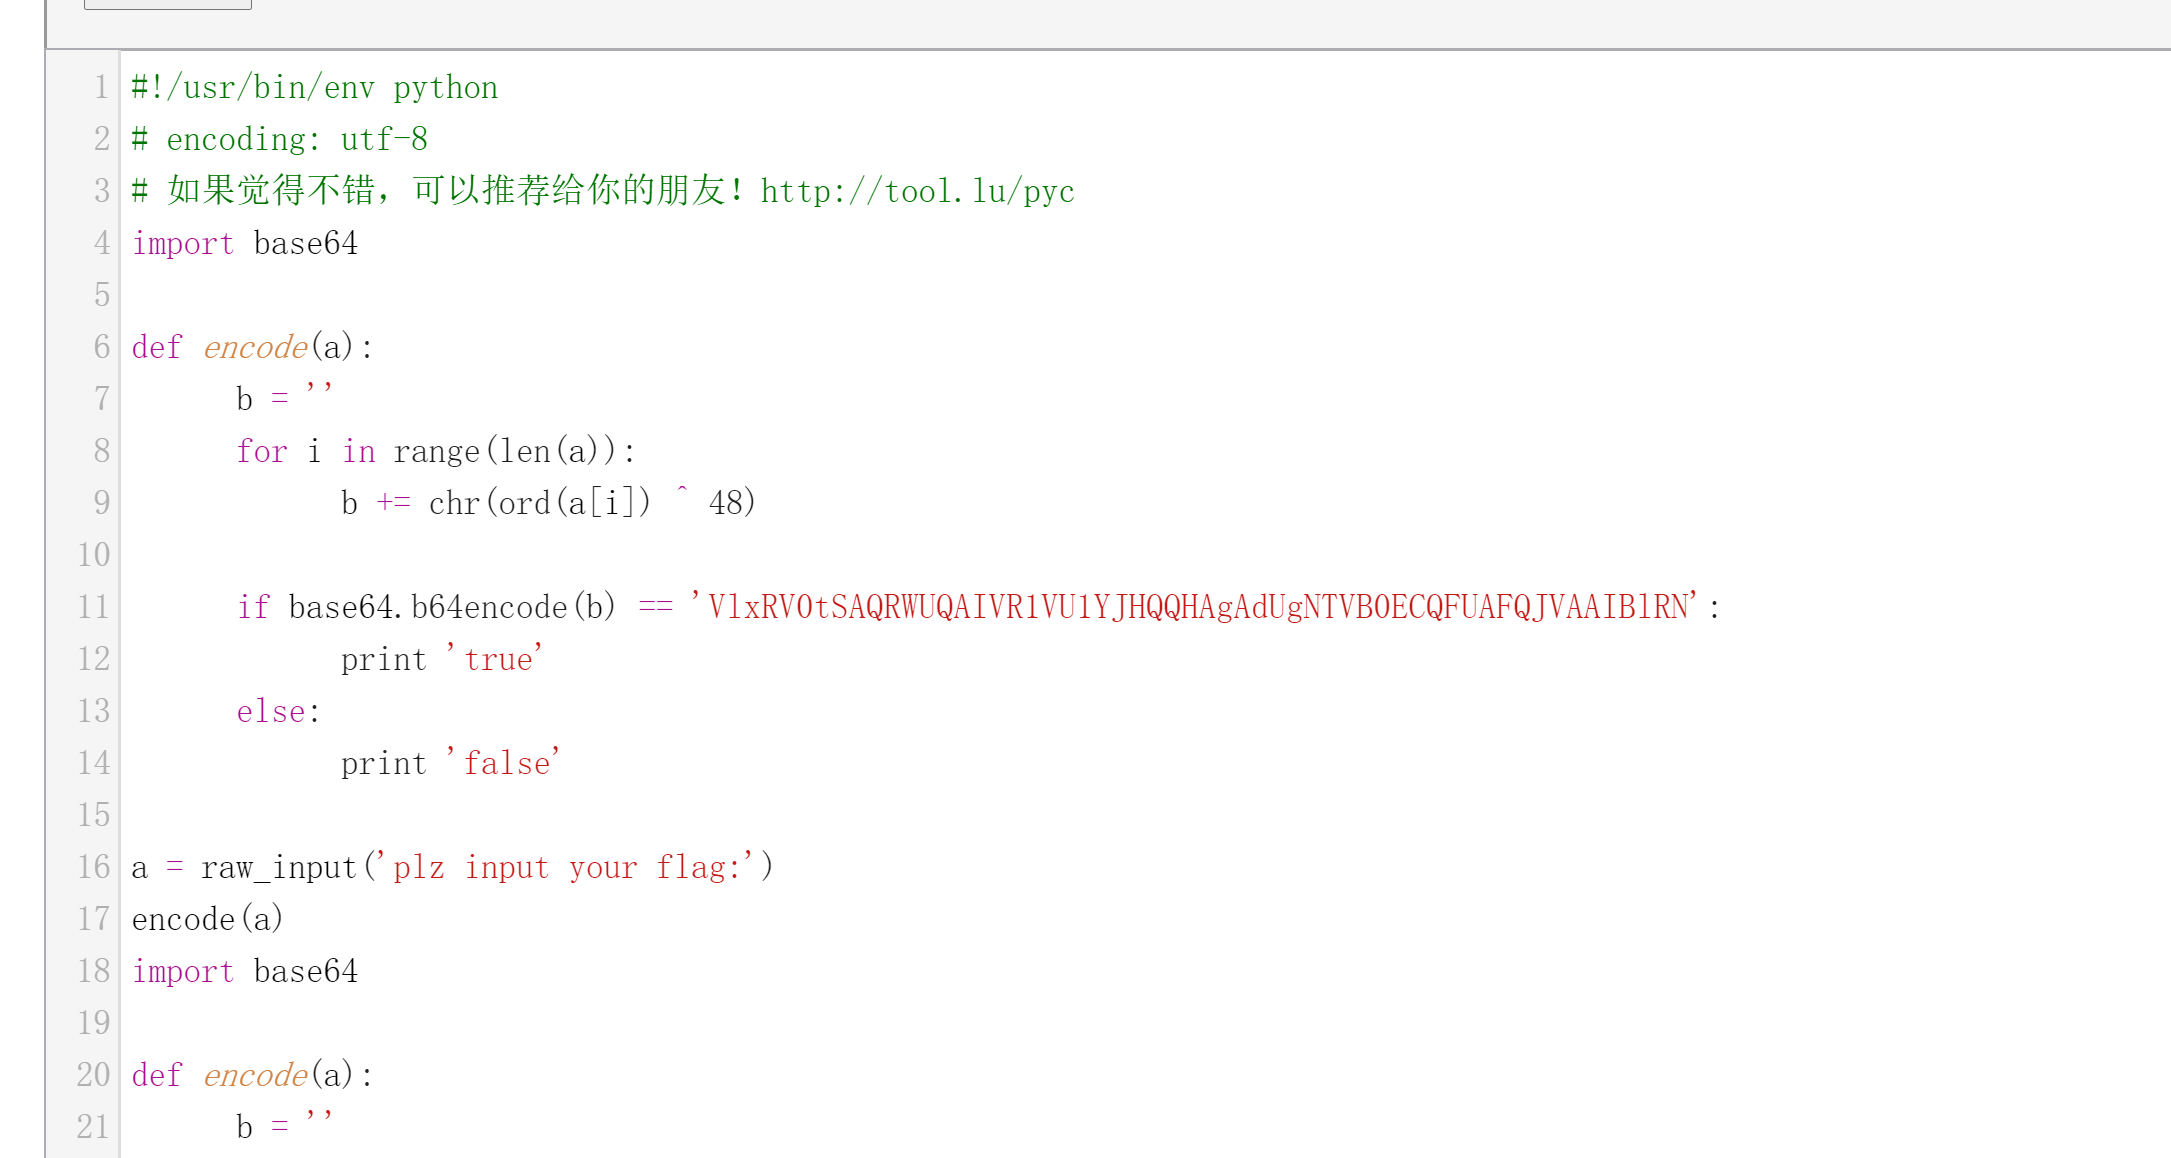 1 #!/usr/bin/env python
2 # encoding: utf-8
3 # 如果觉得不错，可以推荐给你的朋友！http://tool.lu/pyc
4 import base64
5
6 def encode(a):
7 b = ''
8 for i in range(len(a)):
9 b += chr(ord(a[i]) ^ 48)
10
11 if base64.b64encode(b) == 'VlxRV0tSAQRWUQAIVR1VU1YJHQQHAgAdUgNTVB0ECQFUAFQJVAAIBlRN':
12 print 'true'
13 else:
14 print 'false'
15
16 a = raw_input('plz input your flag:')
17 encode(a)
18 import base64
19
20 def encode(a):
21 b = ''